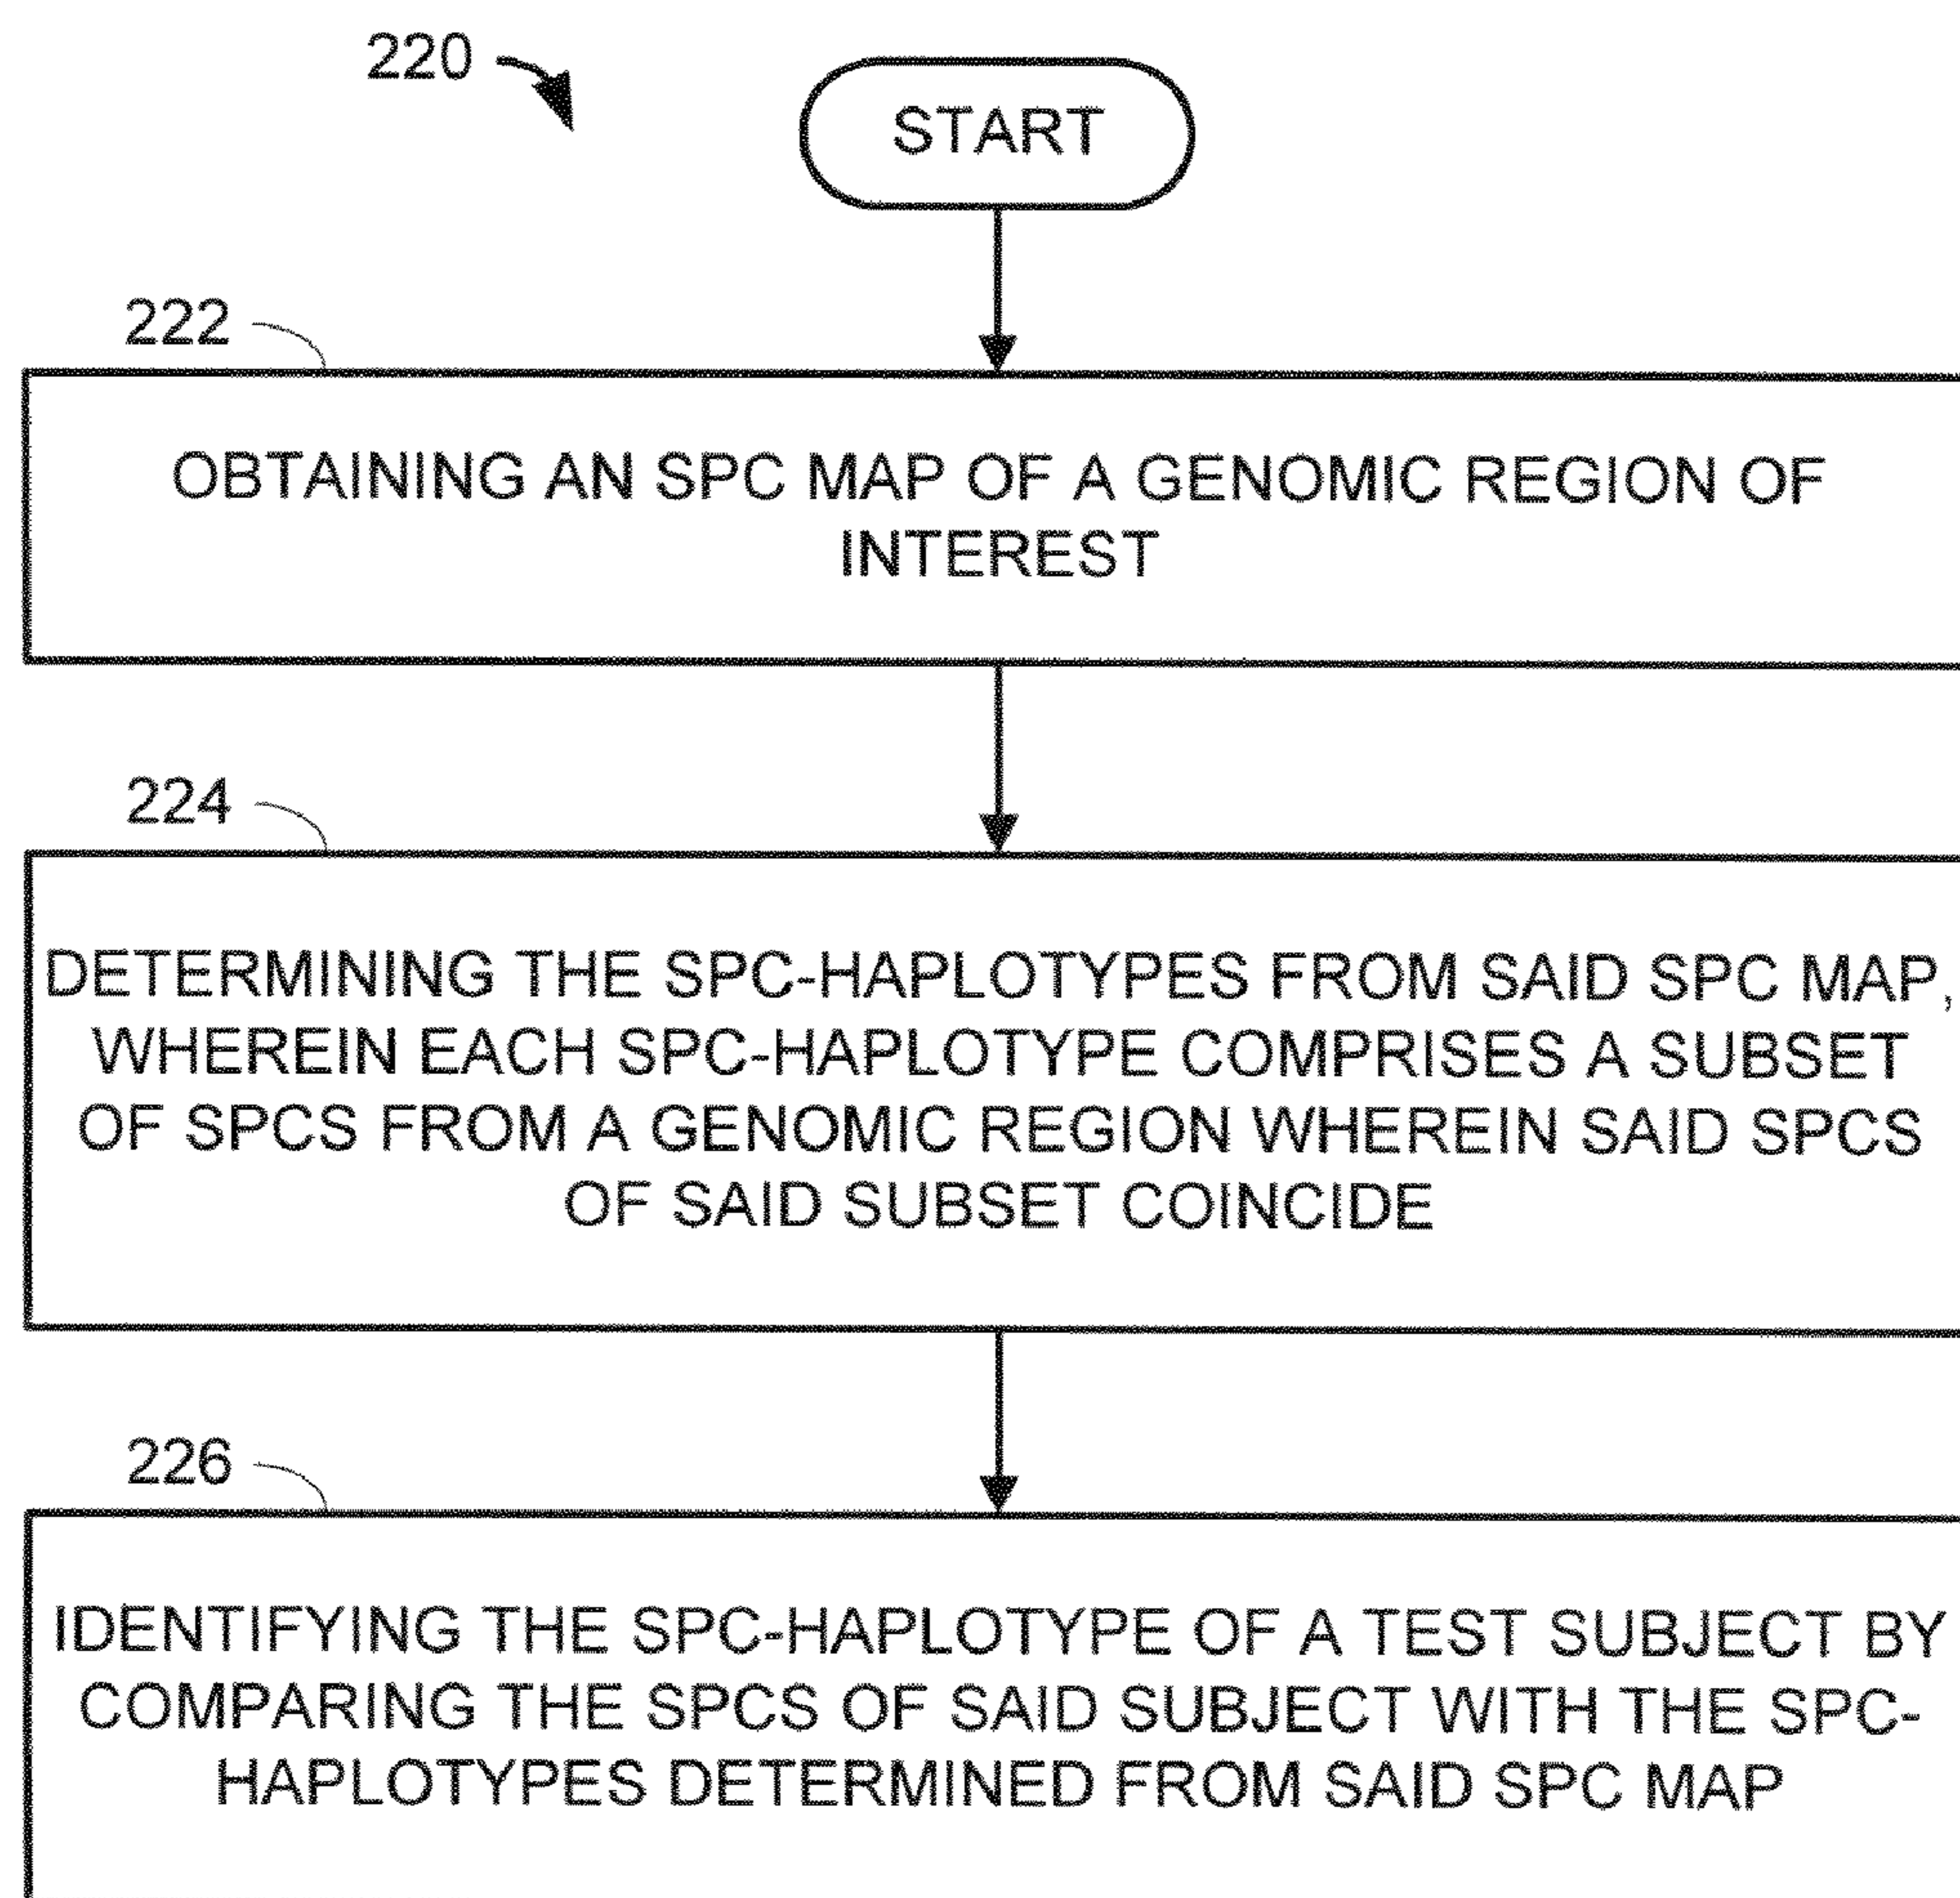 220
START
222
OBTAINING AN SPC MAP OF A GENOMIC REGION OF
INTEREST
224
DETERMINING THE SPC-HAPLOTYPES FROM SAID SPC MAP,
WHEREIN EACH SPC-HAPLOTYPE COMPRISES A SUBSET
OF SPCS FROM A GENOMIC REGION WHEREIN SAID SPCS
OF SAID SUBSET COINCIDE
226
IDENTIFYING THE SPC-HAPLOTYPE OF A TEST SUBJECT BY
COMPARING THE SPCS OF SAID SUBJECT WITH THE SPC-
HAPLOTYPES DETERMINED FROM SAID SPC MAP